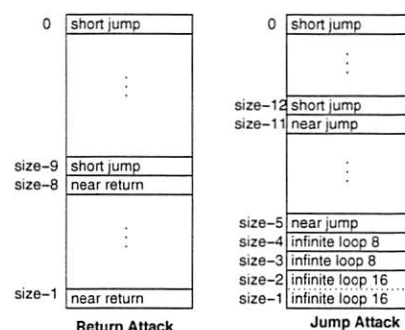 0 short jump
size-9 short jump
size-8 near return
size-1 near return
Return Attack
0 short jump
size-12 short jump
size-11 near jump
size-5 near jump
size-4 infinite loop 8
size-3 infinite loop 8
size-2 infinite loop 16
size-1 infinite loop 16
Jump Attack